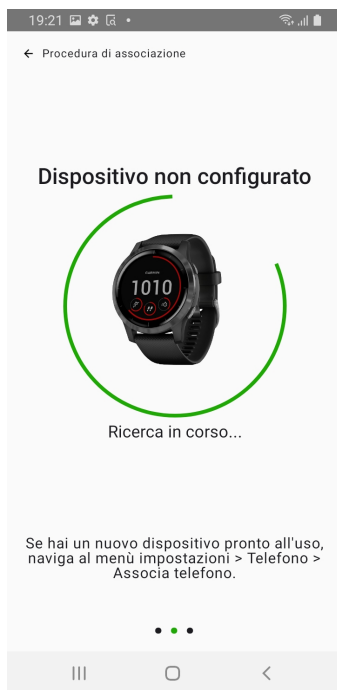 19:21
Procedura di associazione
Dispositivo non configurato
GARMIN
1010
Ricerca in corso...
Se hai un nuovo dispositivo pronto all'uso,
naviga al menù impostazioni > Telefono >
Associa telefono.